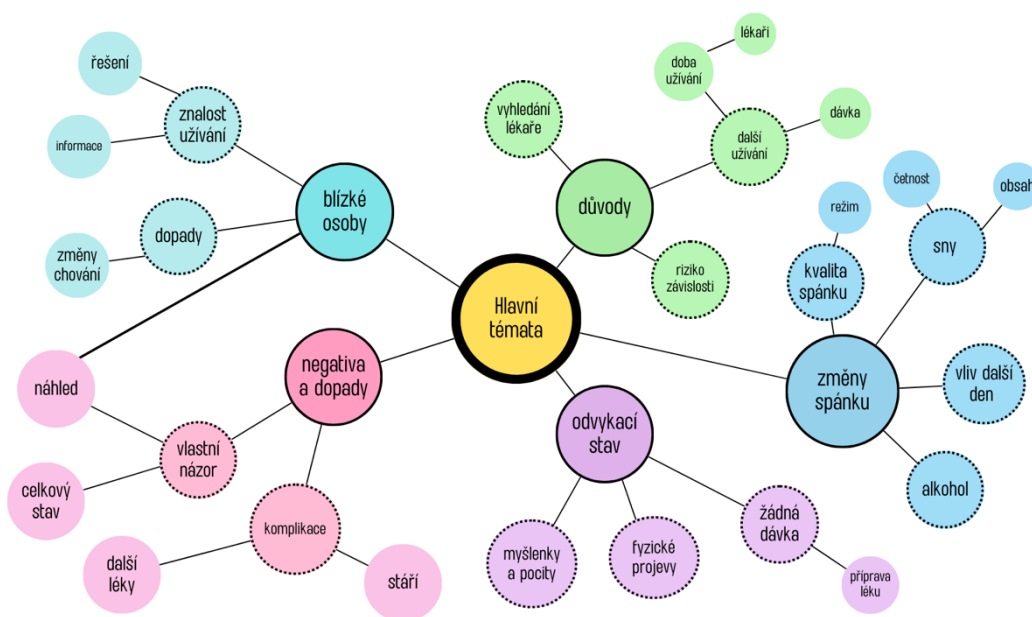 řešení
znalost
užívání
informace
blízké
osoby
dopady
změny
chování
lékaři
doba
užívání
vyhledání
lékaře
dávka
další
užívání
důvody
riziko
závislosti
četnost
obsah
režim
sny
kvalita
spánku
Hlavní
témata
změny
spánku
vliv další
den
alkohol
negativa
a dopady
náhled
vlastní
názor
celkový
stav
komplikace
další
léky
stáří
odvykací
stav
myšlenky
a pocity
fyzické
projevy
žádná
dávka
příprava
léku